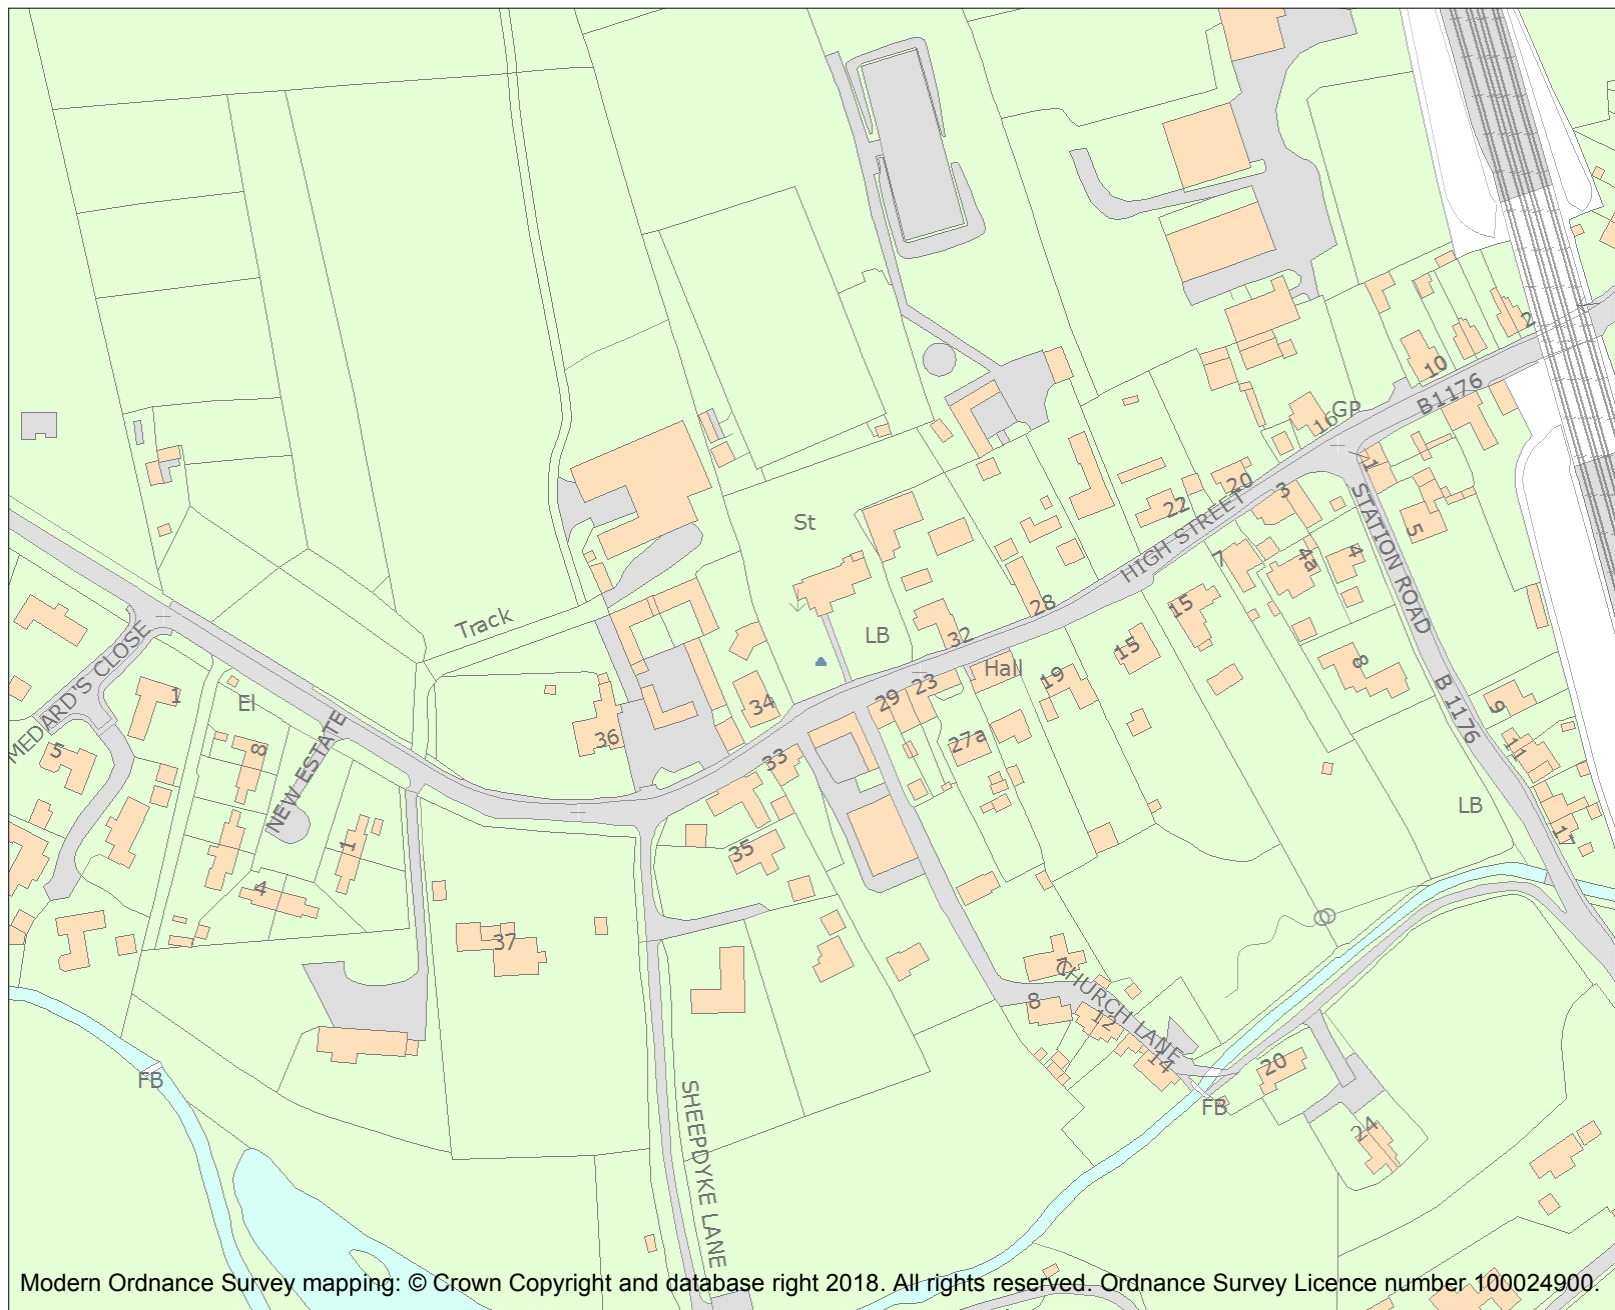 2
10
B1176
GP
16
1
20
3
22
HIGH STREET
STATION ROAD
5
St
7
4a
4
28
15
LB
32
Track
15
8
Hall
19
23
29
34
MEDARD'S CLOSE
1
El
B 1176
9
36
27a
5
8
NEW ESTATE
33
11
LB
17
1
35
4
37
7
CHURCH LANE
8
12
14
20
FB
FB
24
SHEEPDYKE LANE
Modern Ordnance Survey mapping: © Crown Copyright and database right 2018. All rights reserved. Ordnance Survey Licence number 100024900.